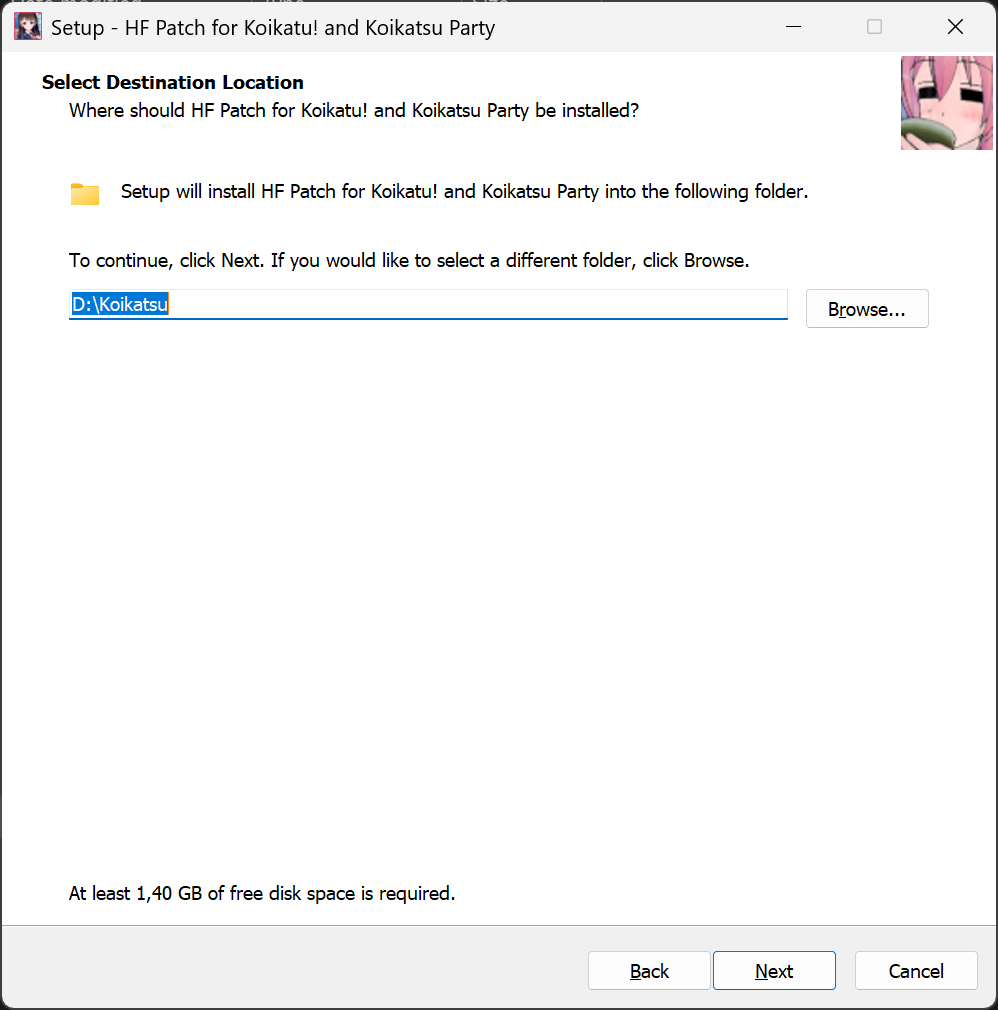 Setup - HF Patch for Koikatu! and Koikatsu Party
Select Destination Location
Where should HF Patch for Koikatu! and Koikatsu Party be installed?
Setup will install HF Patch for Koikatu! and Koikatsu Party into the following folder.
To continue, click Next. If you would like to select a different folder, click Browse.
D:\Koikatsu
Browse...
At least 1,40 GB of free disk space is required.
Back
Next
Cancel